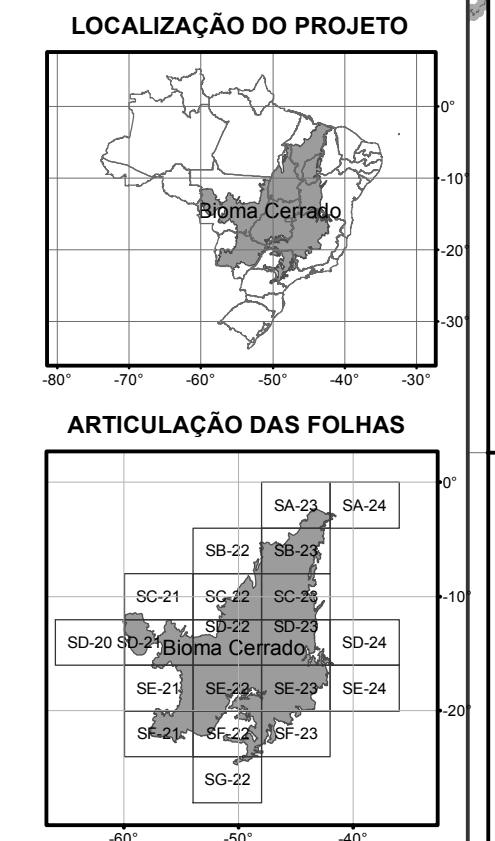 LOCALIZAÇÃO DO PROJETO
0°
-10°
Bioma Cerrado
-20°
-30°
-80° -70° -60° -50° -40° -30°
ARTICULAÇÃO DAS FOLHAS
0°
SA-23 SA-24
SB-22 SB-23
SC-21 SC-22 SC-23 -10°
SD-22 SD-23
SD-20 SD-21 Bioma Cerrado SD-24
SE-21 SE-22 SE-23 SE-24
-20°
SF-21 SF-22 SF-23
SG-22
-60° -50° -40°